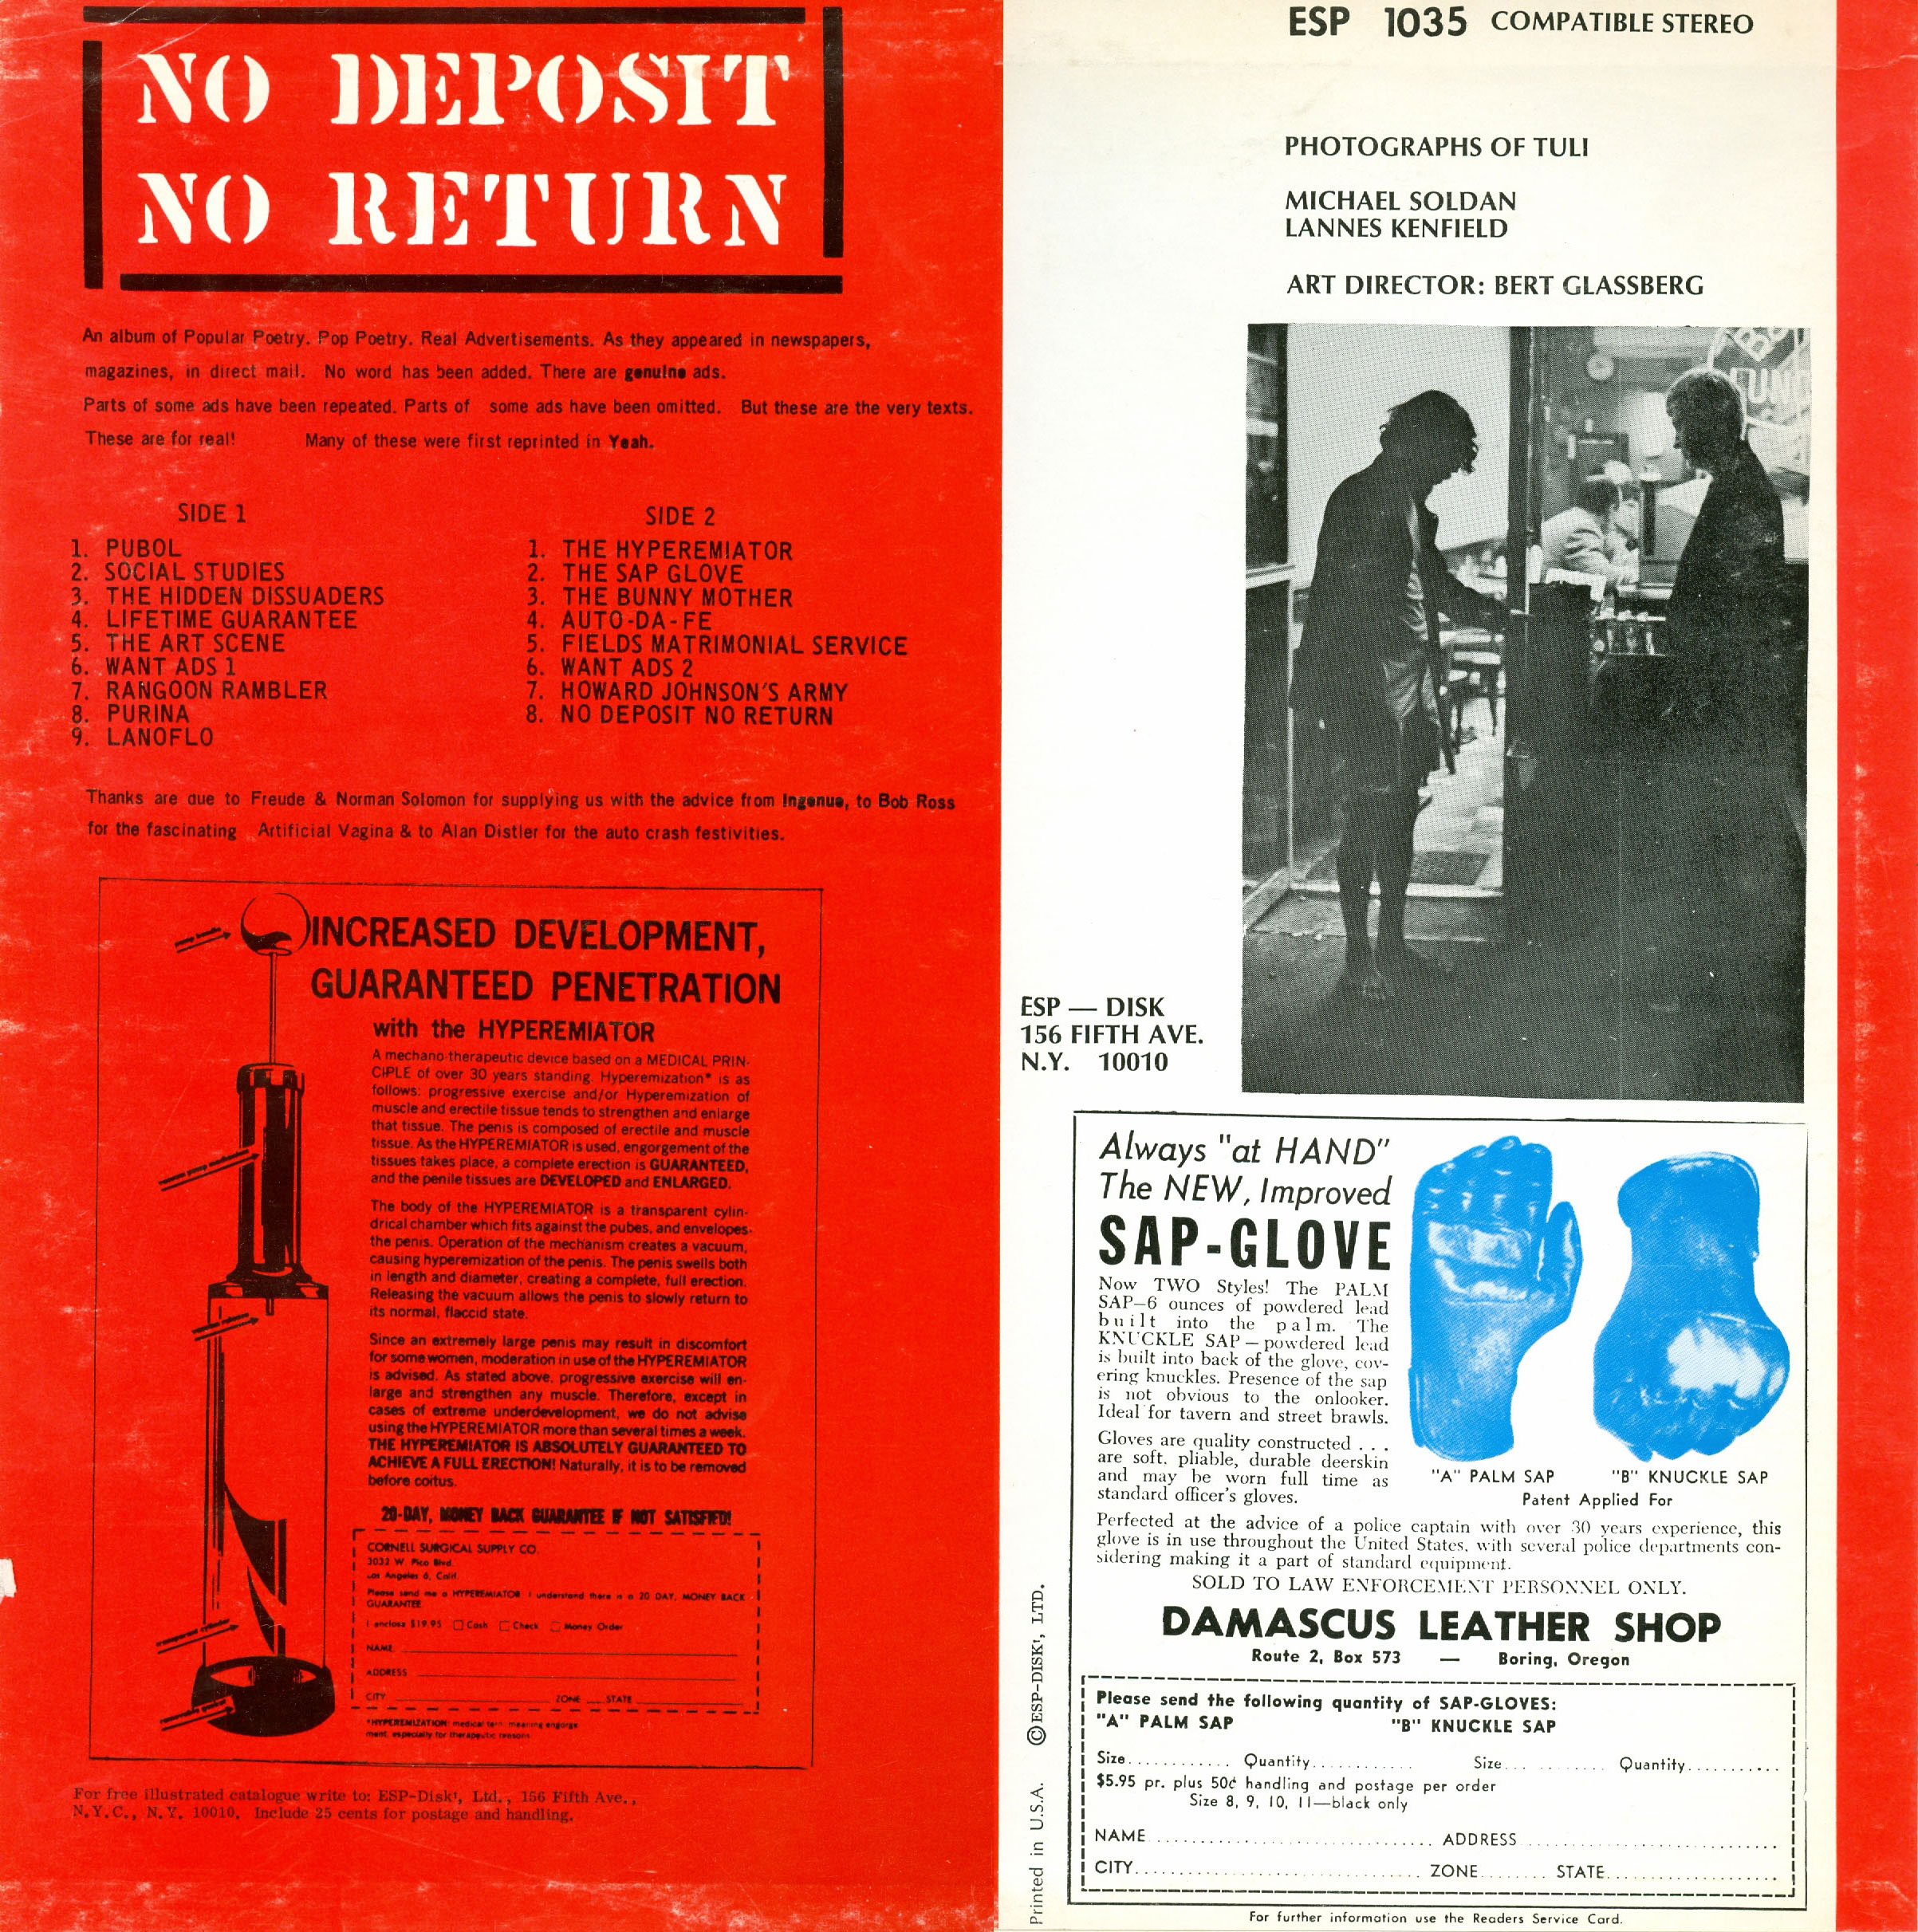 NO DEPOSIT
NO RETURN
An album of Popular Poetry. Pop Poetry. Real Advertisements. As they appeared in newspapers,
magazines, in direct mail. No word has been added. There are genuine ads.
Parts of some ads have been repeated. Parts of some ads have been omitted. But these are the very texts.
These are for real! Many of these were first reprinted in Yeah.
SIDE 1
1. PUBOL
2. SOCIAL STUDIES
3. THE HIDDEN DISSUADERS
4. LIFETIME GUARANTEE
5. THE ART SCENE
6. WANT ADS 1
7. RANGOON RAMBLER
8. PURINA
9. LANOFLO
SIDE 2
1. THE HYPEREMIATOR
2. THE SAP GLOVE
3. THE BUNNY MOTHER
4. AUTO-DA-FE
5. FIELDS MATRIMONIAL SERVICE
6. WANT ADS 2
7. HOWARD JOHNSON'S ARMY
8. NO DEPOSIT NO RETURN
Thanks are due to Freude & Norman Solomon for supplying us with the advice from Ingenue, to Bob Ross
for the fascinating Artificial Vagina & to Alan Distler for the auto crash festivities.
INCREASED DEVELOPMENT,
GUARANTEED PENETRATION
with the HYPEREMIATOR
A mechano-therapeutic device based on a MEDICAL PRIN-
CIPLE of over 30 years standing. Hyperemization* is as
follows: progressive exercise and/or Hyperemization of
muscle and erectile tissue tends to strengthen and enlarge
that tissue. The penis is composed of erectile and muscle
tissue. As the HYPEREMIATOR is used, engorgement of the
tissues takes place, a complete erection is GUARANTEED,
and the penile tissues are DEVELOPED and ENLARGED.
The body of the HYPEREMIATOR is a transparent cylin-
drical chamber which fits against the pubes, and envelopes
the penis. Operation of the mechanism creates a vacuum,
causing hyperemization of the penis. The penis swells both
in length and diameter, creating a complete, full erection.
Releasing the vacuum allows the penis to slowly return to
its normal, flaccid state.
Since an extremely large penis may result in discomfort
for some women, moderation in use of the HYPEREMIATOR
is advised. As stated above, progressive exercise will en-
large and strengthen any muscle. Therefore, except in
cases of extreme underdevelopment, we do not advise
using the HYPEREMIATOR more than several times a week.
THE HYPEREMIATOR IS ABSOLUTELY GUARANTEED TO
ACHIEVE A FULL ERECTION! Naturally, it is to be removed
before coitus.
20-DAY, MONEY BACK GUARANTEE IF NOT SATISFIED!
CORNELL SURGICAL SUPPLY CO.
3032 W. Pico Blvd.
Los Angeles 6, Calif.
Please send me a HYPEREMIATOR. I understand there is a 20 DAY, MONEY BACK
GUARANTEE
I enclose $19.95 Cash Check Money Order
NAME
ADDRESS
CITY ZONE STATE
*HYPEREMIZATION: medical term meaning engorge
ment, especially for therapeutic reasons.
For free illustrated catalogue write to: ESP-Disk', Ltd., 156 Fifth Ave.,
N.Y.C., N.Y. 10010. Include 25 cents for postage and handling.
ESP 1035 COMPATIBLE STEREO
PHOTOGRAPHS OF TULI
MICHAEL SOLDAN
LANNES KENFIELD
ART DIRECTOR: BERT GLASSBERG
ESP — DISK
156 FIFTH AVE.
N.Y. 10010
Always "at HAND"
The NEW, Improved
SAP-GLOVE
Now TWO Styles! The PALM
SAP—6 ounces of powdered lead
built into the palm. The
KNUCKLE SAP — powdered lead
is built into back of the glove, cov-
ering knuckles. Presence of the sap
is not obvious to the onlooker.
Ideal for tavern and street brawls.
Gloves are quality constructed . . .
are soft, pliable, durable deerskin
and may be worn full time as
standard officer's gloves.
"A" PALM SAP "B" KNUCKLE SAP
Patent Applied For
Perfected at the advice of a police captain with over 30 years experience, this
glove is in use throughout the United States, with several police departments con-
sidering making it a part of standard equipment.
SOLD TO LAW ENFORCEMENT PERSONNEL ONLY.
DAMASCUS LEATHER SHOP
Route 2, Box 573 — Boring, Oregon
Please send the following quantity of SAP-GLOVES:
"A" PALM SAP "B" KNUCKLE SAP
Size............ Quantity............ Size............ Quantity............
$5.95 pr. plus 50¢ handling and postage per order
Size 8, 9, 10, 11—black only
NAME................ ADDRESS................
CITY................ ZONE........ STATE................
For further information use the Readers Service Card.
Printed in U.S.A. ©ESP-DISK', LTD.